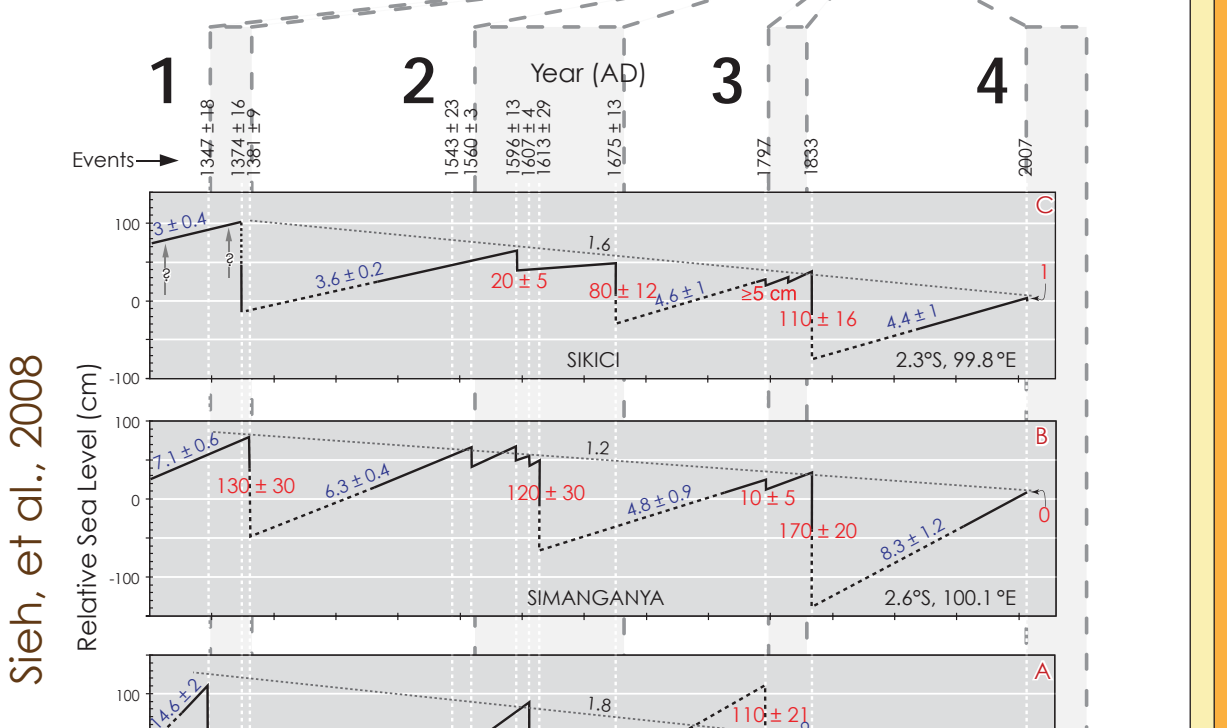 1
2
3
4
Year (AD)
1347 ± 18
1374 ± 16
1381 ± 9
1543 ± 23
1560 ± 3
1596 ± 13
1607 ± 4
1613 ± 29
1675 ± 13
1797
1833
2007
Events
Sieh, et al., 2008
Relative Sea Level (cm)
C
100
0
-100
3 ± 0.4
?
?
3.6 ± 0.2
20 ± 5
1.6
80 ± 12
4.6 ± 1
≥5 cm
110 ± 16
4.4 ± 1
1
SIKICI
2.3°S, 99.8°E
B
100
0
-100
7.1 ± 0.6
130 ± 30
6.3 ± 0.4
120 ± 30
1.2
4.8 ± 0.9
10 ± 5
170 ± 20
8.3 ± 1.2
0
SIMANGANYA
2.6°S, 100.1°E
A
100
14.6 ± 2
1.8
110 ± 21